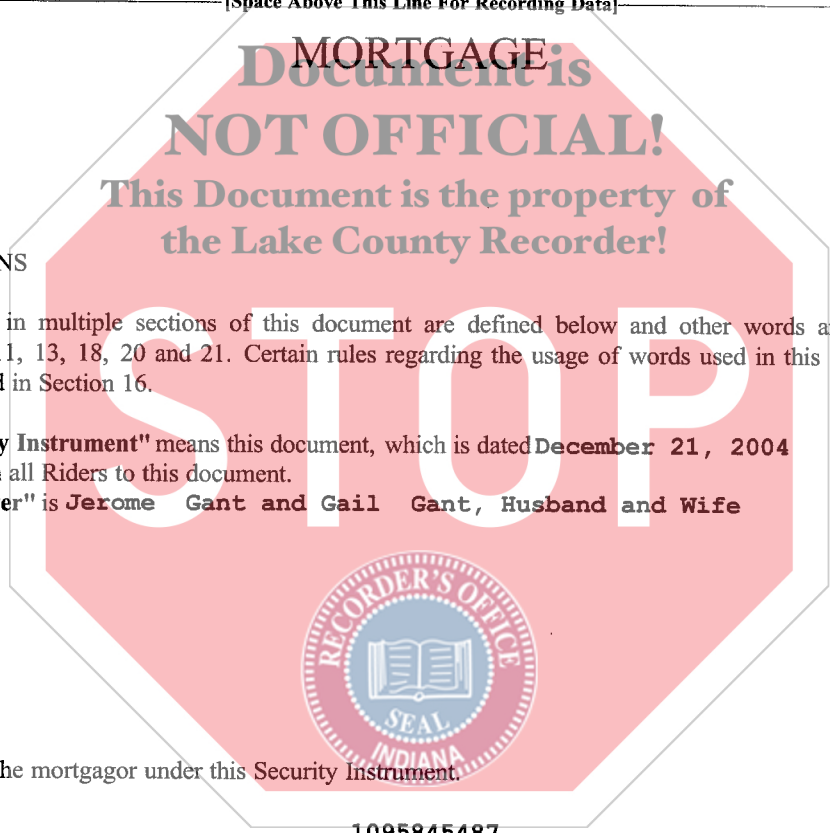 [Space Above This Line For Recording Data]
MORTGAGE
Document is
NOT OFFICIAL!
This Document is the property of
the Lake County Recorder!
NS
in multiple sections of this document are defined below and other words a
11, 13, 18, 20 and 21. Certain rules regarding the usage of words used in this
in Section 16.
STOP
y Instrument" means this document, which is dated December 21, 2004
all Riders to this document.
er" is Jerome Gant and Gail Gant, Husband and Wife
RECORDER'S OFFICE
SEAL
INDIANA
he mortgagor under this Security Instrument.
1095845487